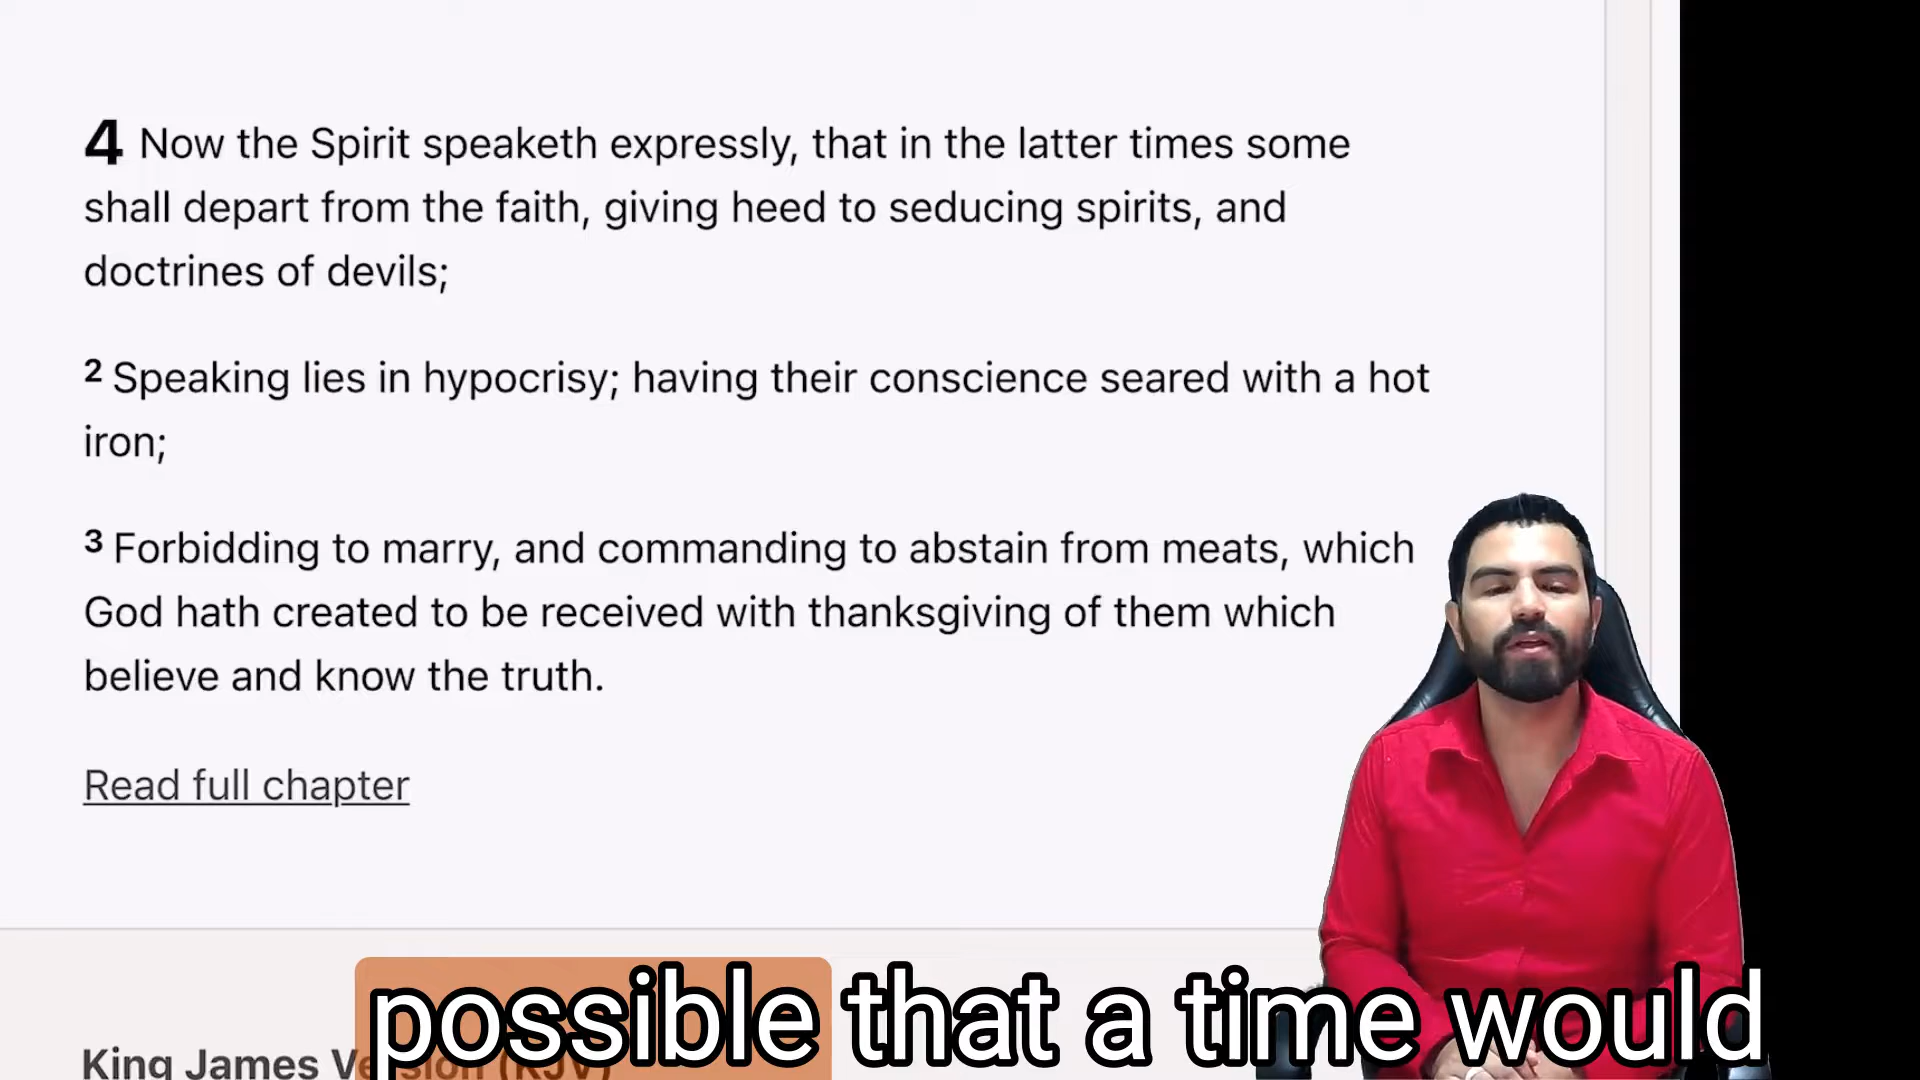 4 Now the Spirit speaketh expressly, that in the latter times some
shall depart from the faith, giving heed to seducing spirits, and
doctrines of devils;
2 Speaking lies in hypocrisy; having their conscience seared with a hot
iron;
3 Forbidding to marry, and commanding to abstain from meats, which
God hath created to be received with thanksgiving of them which
believe and know the truth.
Read full chapter
possible that a time would
King James Version (KJV)